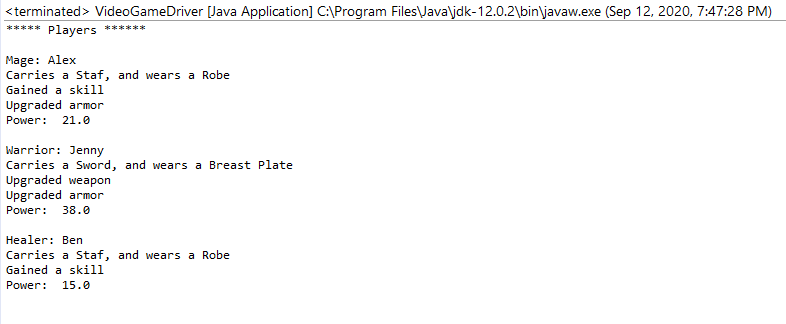 <terminated> VideoGameDriver [Java Application] C:\Program Files\Java\jdk-12.0.2\bin\javaw.exe (Sep 12, 2020, 7:47:28 PM)
***** Players ******
Mage: Alex
Carries a Staf, and wears a Robe
Gained a skill
Upgraded armor
Power:  21.0
Warrior: Jenny
Carries a Sword, and wears a Breast Plate
Upgraded weapon
Upgraded armor
Power:  38.0
Healer: Ben
Carries a Staf, and wears a Robe
Gained a skill
Power:  15.0